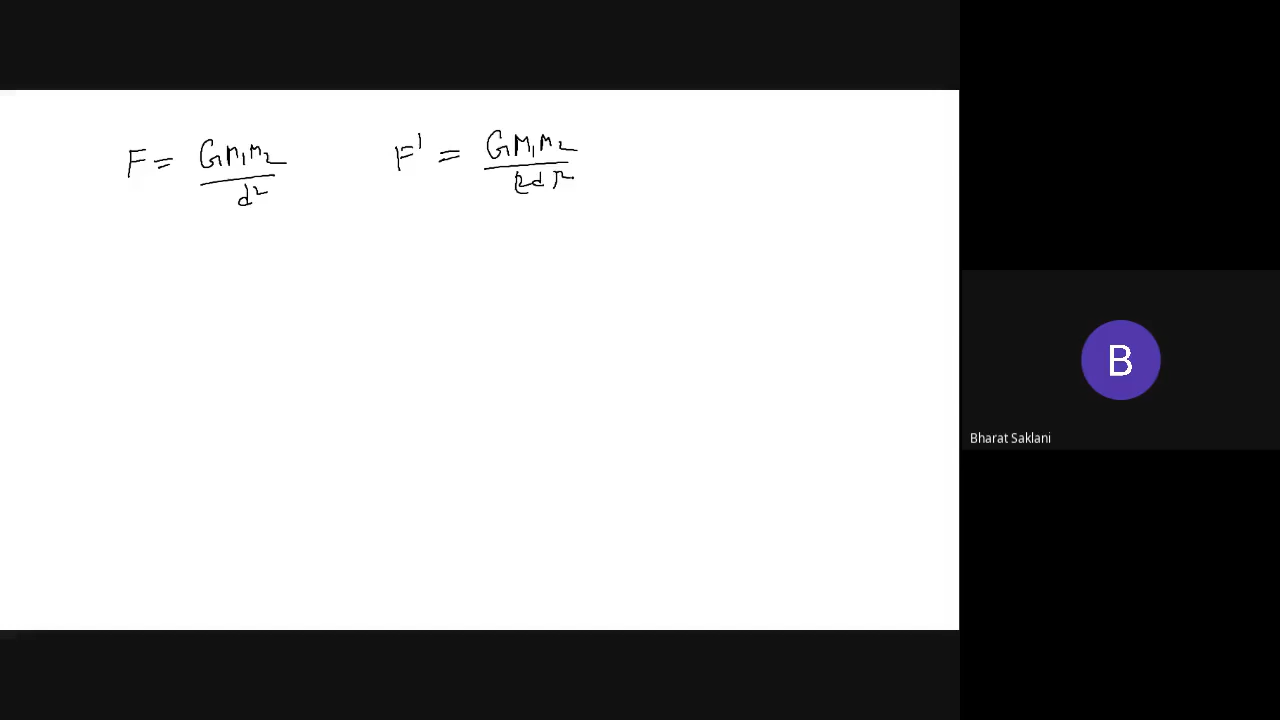 F = GM₁M₂/d² F' = GM₁M₂/[2d]²
B
Bharat Saklani